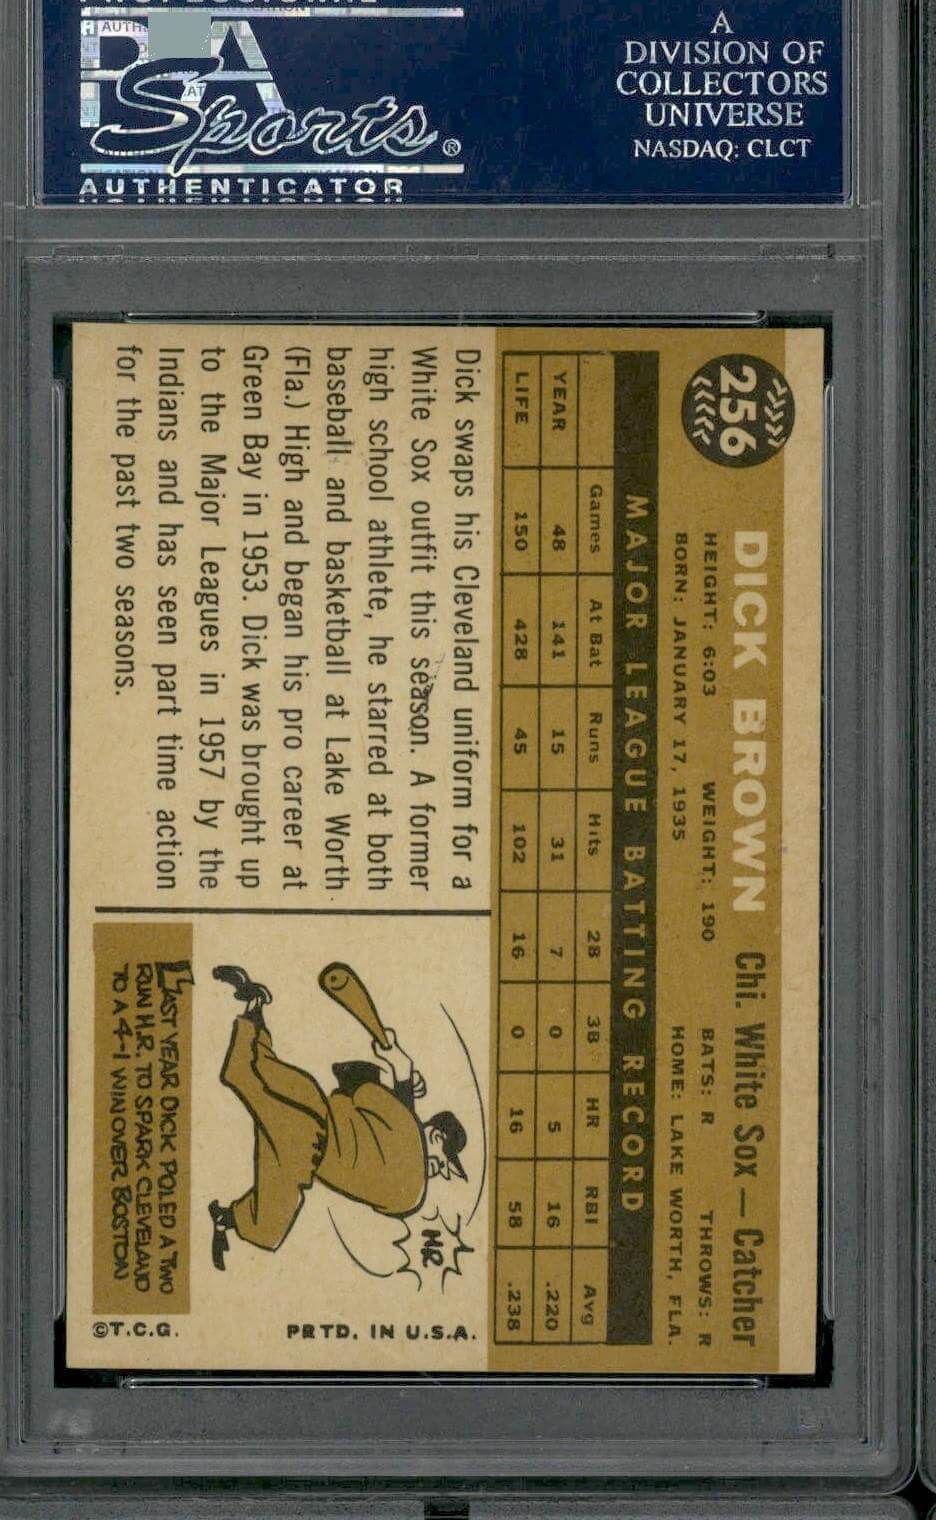 AUTH
PSA
Sports®
AUTHENTICATOR
A
DIVISION OF
COLLECTORS
UNIVERSE
NASDAQ: CLCT
256
DICK BROWN Chi. White Sox — Catcher
HEIGHT: 6:03 WEIGHT: 190 BATS: R THROWS: R
BORN: JANUARY 17, 1935 HOME: LAKE WORTH, FLA.
MAJOR LEAGUE BATTING RECORD
Games At Bat Runs Hits 2B 3B HR RBI Avg
YEAR 48 141 15 31 7 0 5 16 .220
LIFE 150 428 45 102 16 0 16 58 .238
Dick swaps his Cleveland uniform for a
White Sox outfit this season. A former
high school athlete, he starred at both
baseball and basketball at Lake Worth
(Fla.) High and began his pro career at
Green Bay in 1953. Dick was brought up
to the Major Leagues in 1957 by the
Indians and has seen part time action
for the past two seasons.
HR
LAST YEAR DICK POLED A TWO
RUN H.R. TO SPARK CLEVELAND
TO A 4-1 WIN OVER BOSTON
PRTD. IN U.S.A.
©T.C.G.